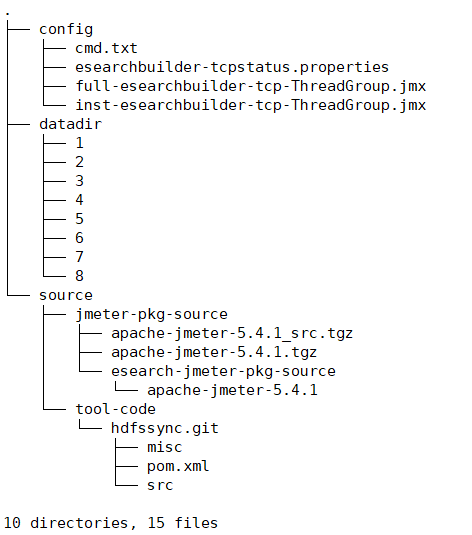 .
├── config
│   ├── cmd.txt
│   ├── esearchbuilder-tcpstatus.properties
│   ├── full-esearchbuilder-tcp-ThreadGroup.jmx
│   └── inst-esearchbuilder-tcp-ThreadGroup.jmx
├── datadir
│   ├── 1
│   ├── 2
│   ├── 3
│   ├── 4
│   ├── 5
│   ├── 6
│   ├── 7
│   └── 8
└── source
    ├── jmeter-pkg-source
    │   ├── apache-jmeter-5.4.1_src.tgz
    │   ├── apache-jmeter-5.4.1.tgz
    │   └── esearch-jmeter-pkg-source
    │       └── apache-jmeter-5.4.1
    └── tool-code
        └── hdfssync.git
            ├── misc
            ├── pom.xml
            └── src

10 directories, 15 files